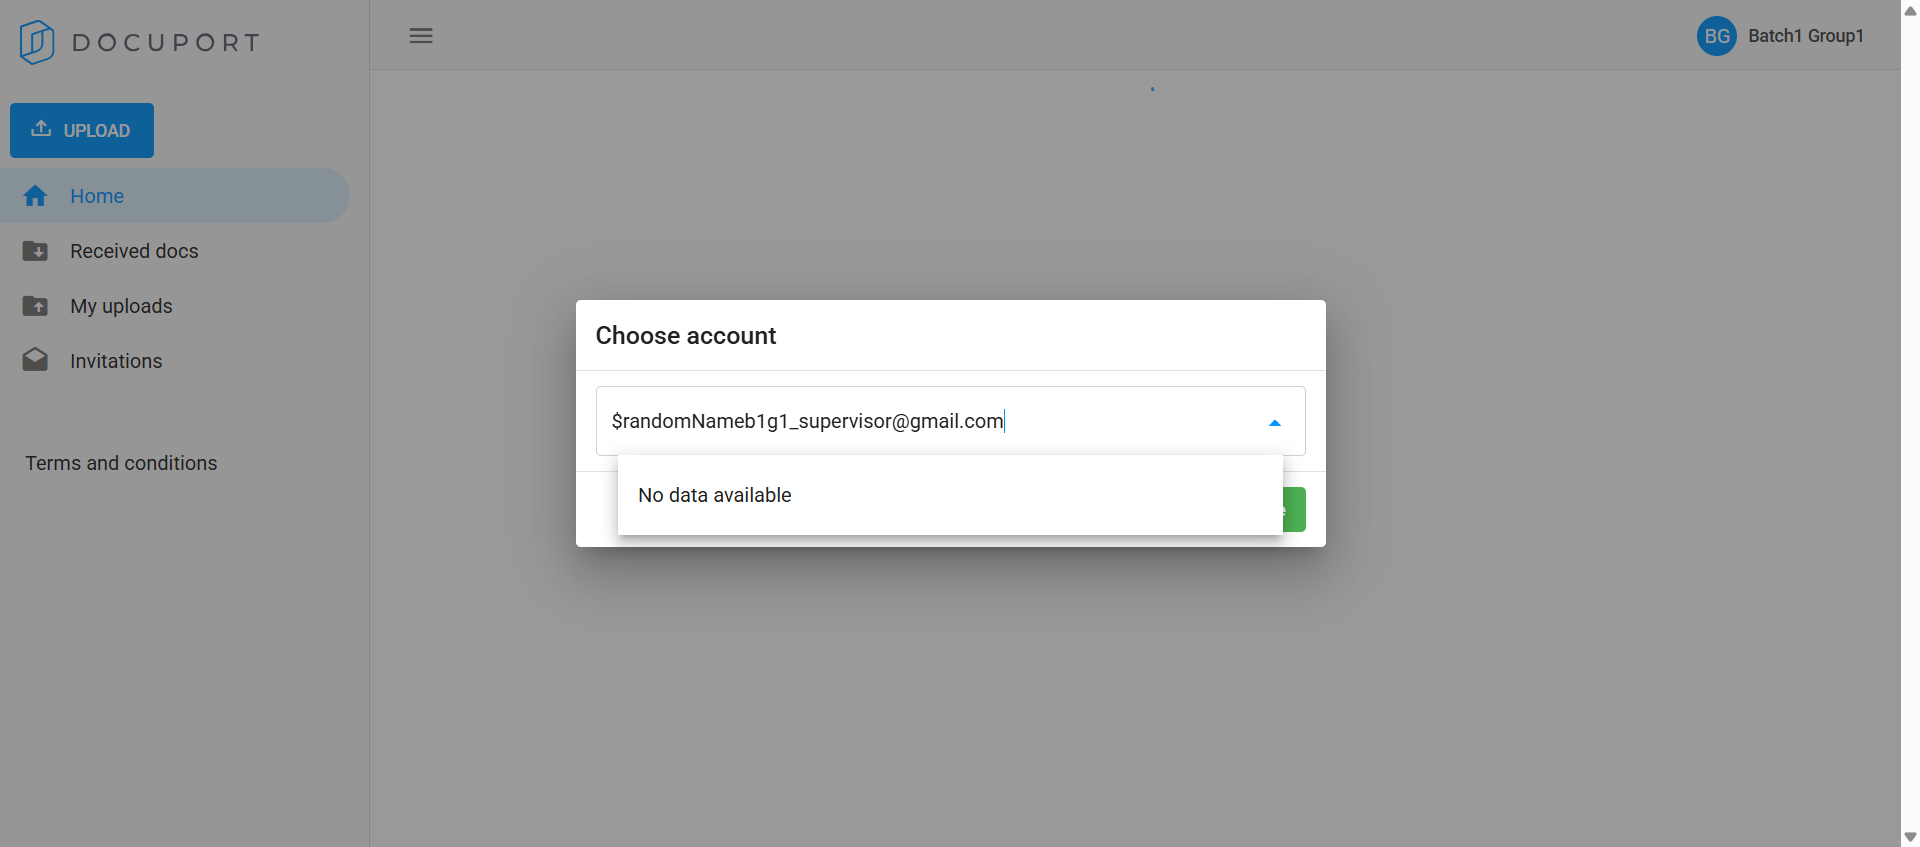 DOCUPORT
BG Batch1 Group1
UPLOAD
Home
Received docs
My uploads
Invitations
Terms and conditions
Choose account
$randomNameb1g1_supervisor@gmail.com
No data available